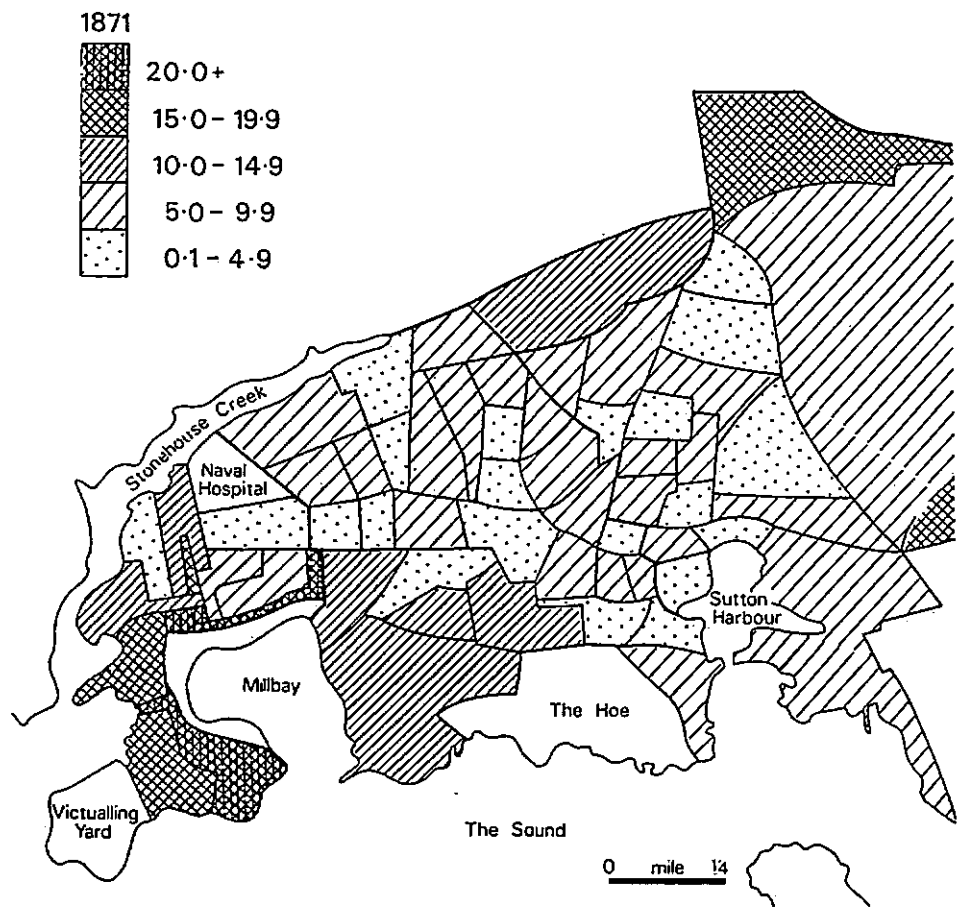 1871
20·0+
15·0 – 19·9
10·0 – 14·9
5·0 – 9·9
0·1 – 4·9
Stonehouse Creek
Naval
Hospital
Sutton
Harbour
Millbay
The Hoe
Victualling
Yard
The Sound
0 mile 1/4